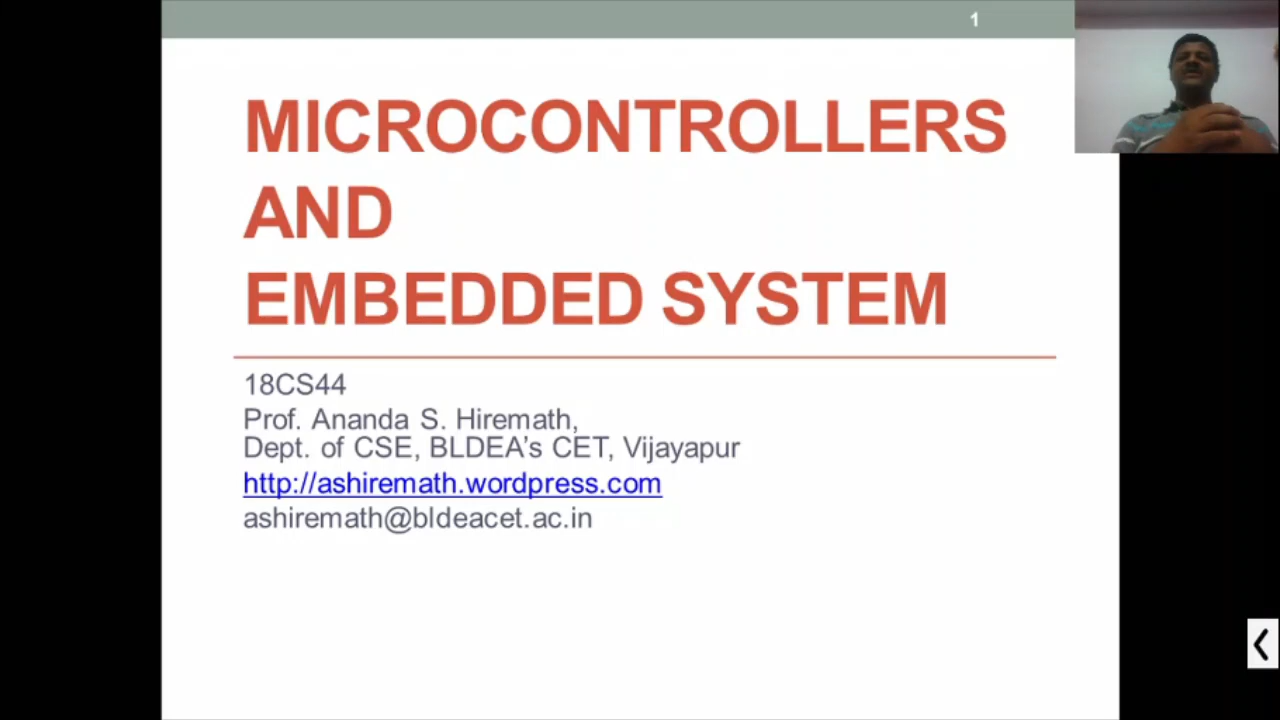 1
MICROCONTROLLERS
AND
EMBEDDED SYSTEM
18CS44
Prof. Ananda S. Hiremath,
Dept. of CSE, BLDEA’s CET, Vijayapur
http://ashiremath.wordpress.com
ashiremath@bldeacet.ac.in